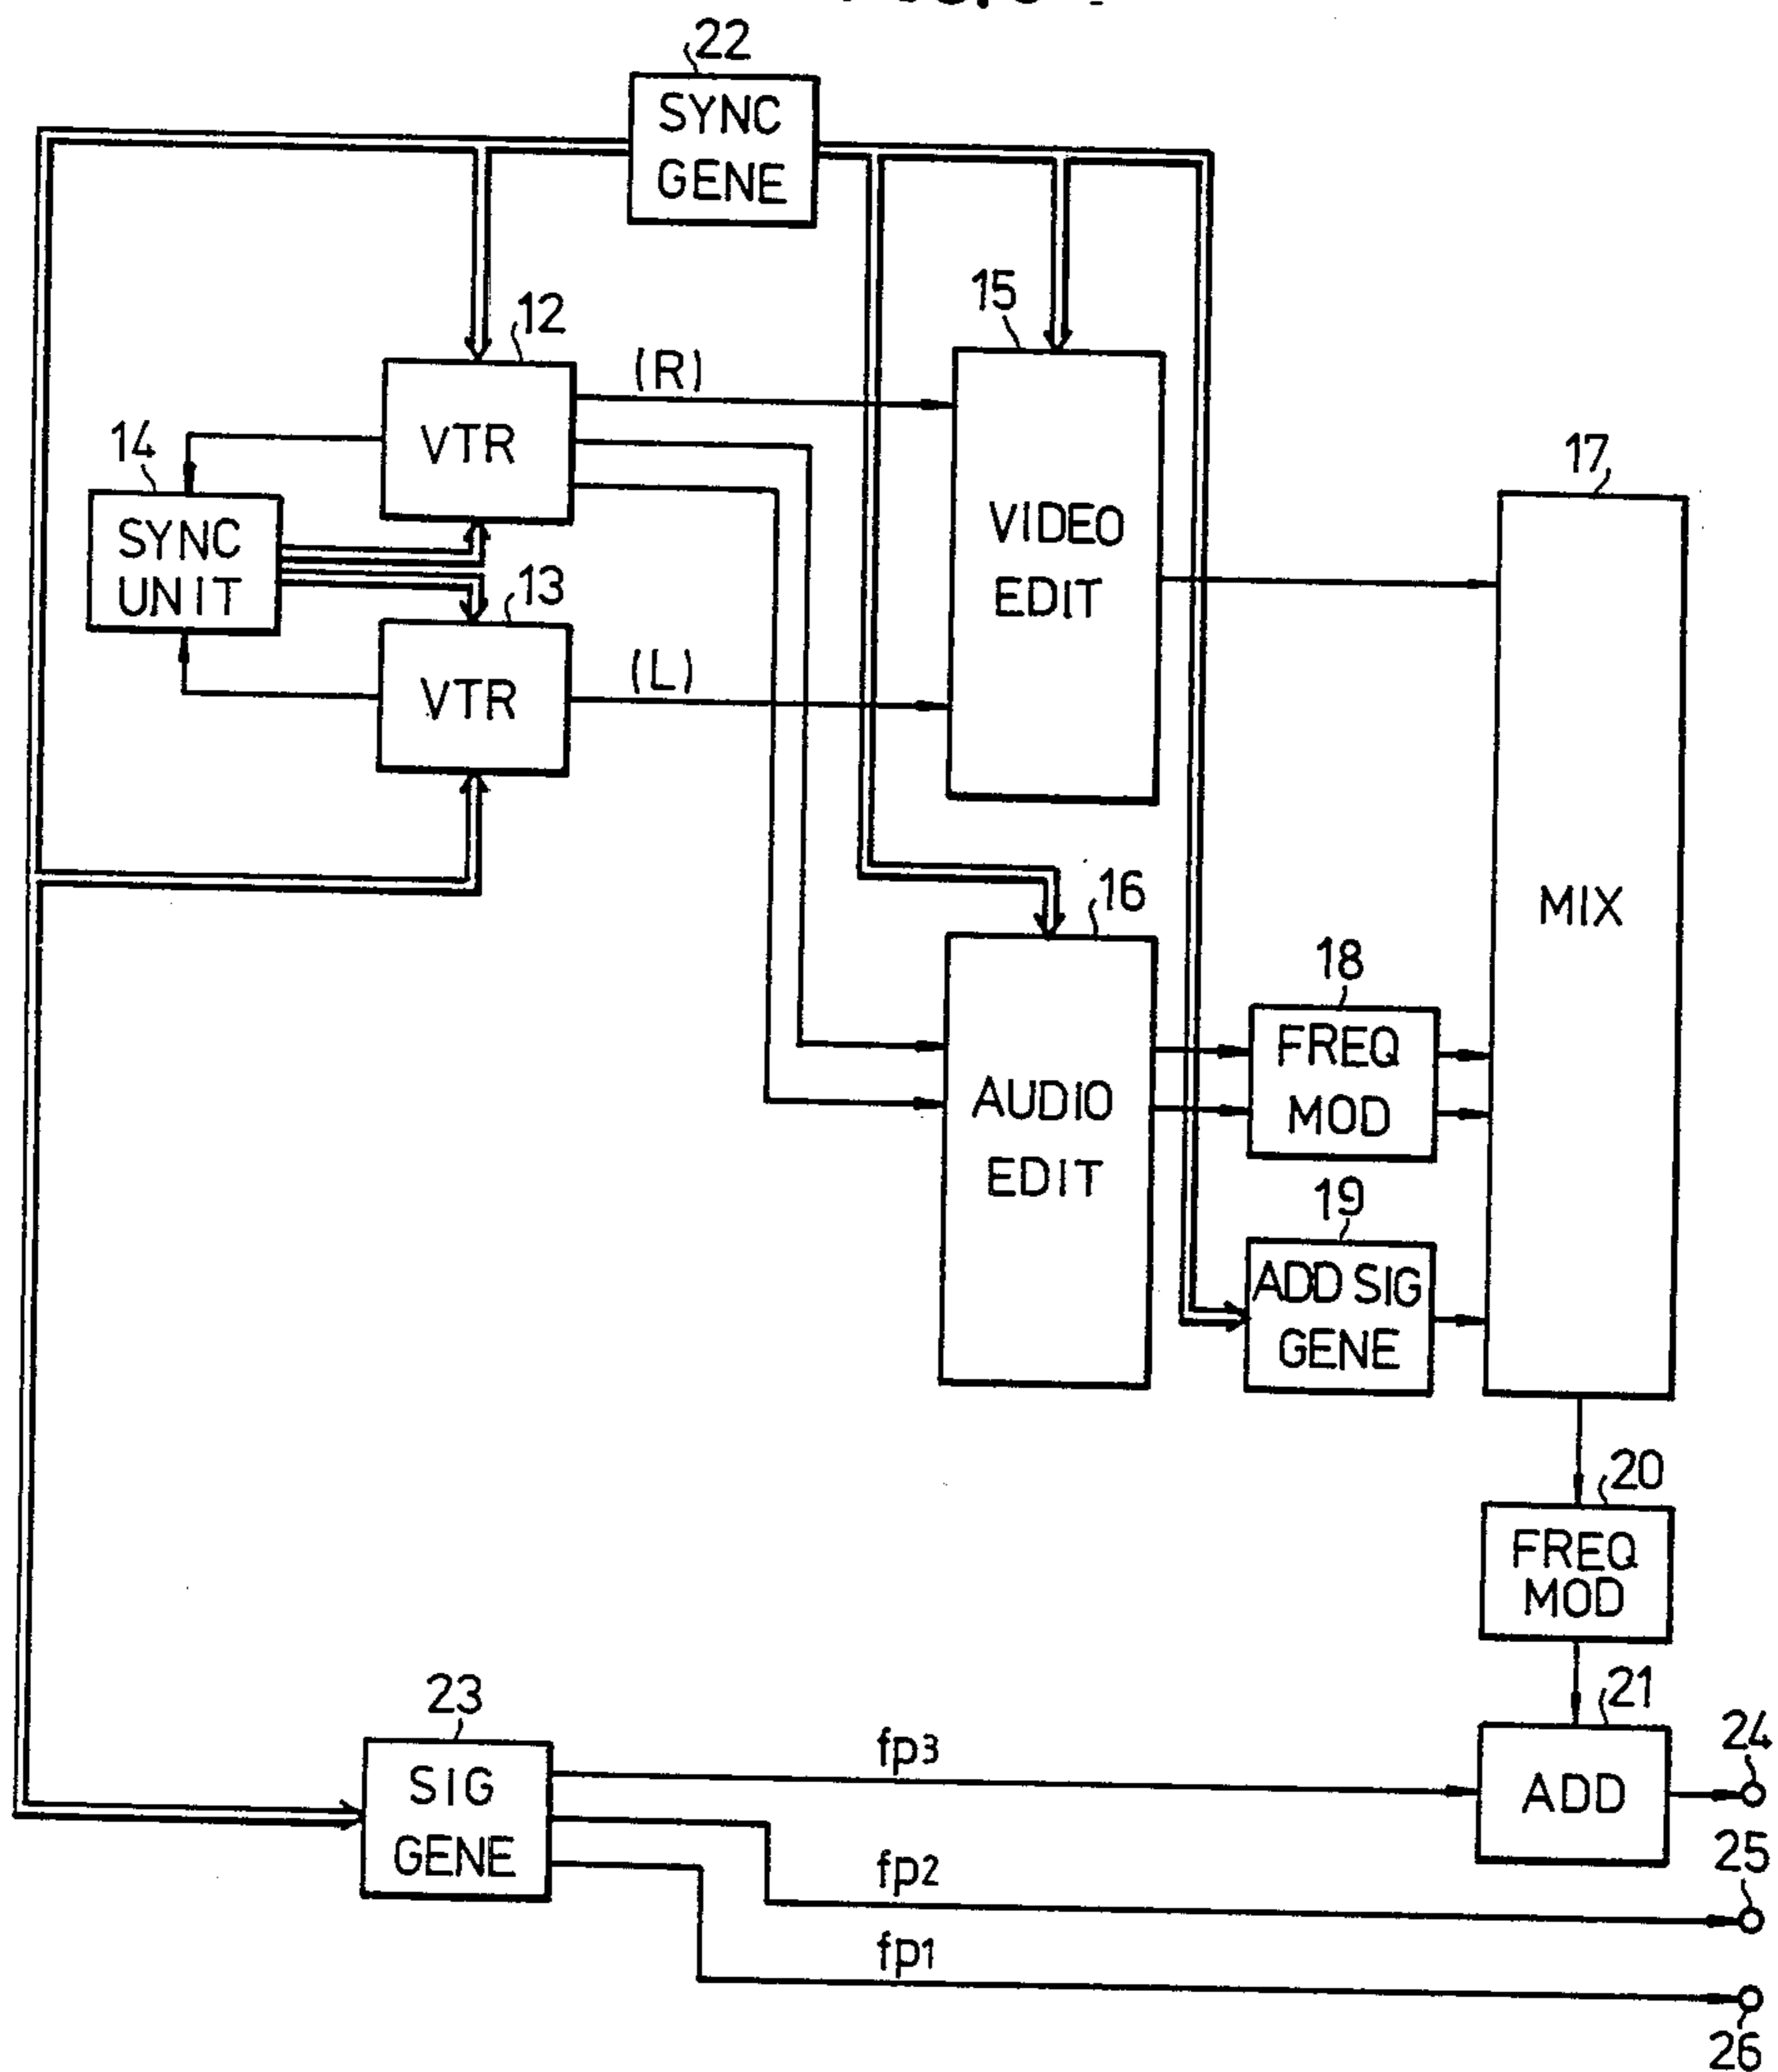 22
SYNC
GENE
12
(R)
15
VTR
14
SYNC
UNIT
17
VIDEO
EDIT
13
(L)
VTR
MIX
16
18
FREQ
MOD
AUDIO
EDIT
19
ADD SIG
GENE
20
FREQ
MOD
23
SIG
GENE
fp3
21
ADD
24
fp2
25
fp1
26